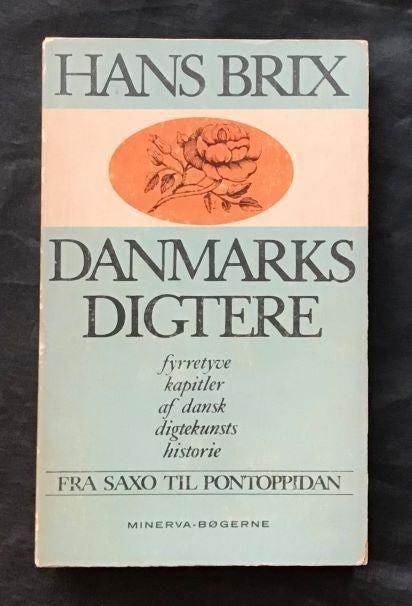 HANS BRIX
DANMARKS
DIGTERE
fyrretyve
kapitler
af dansk
digtekunsts
historie
FRA SAXO TIL PONTOPPIDAN
MINERVA-BØGERNE